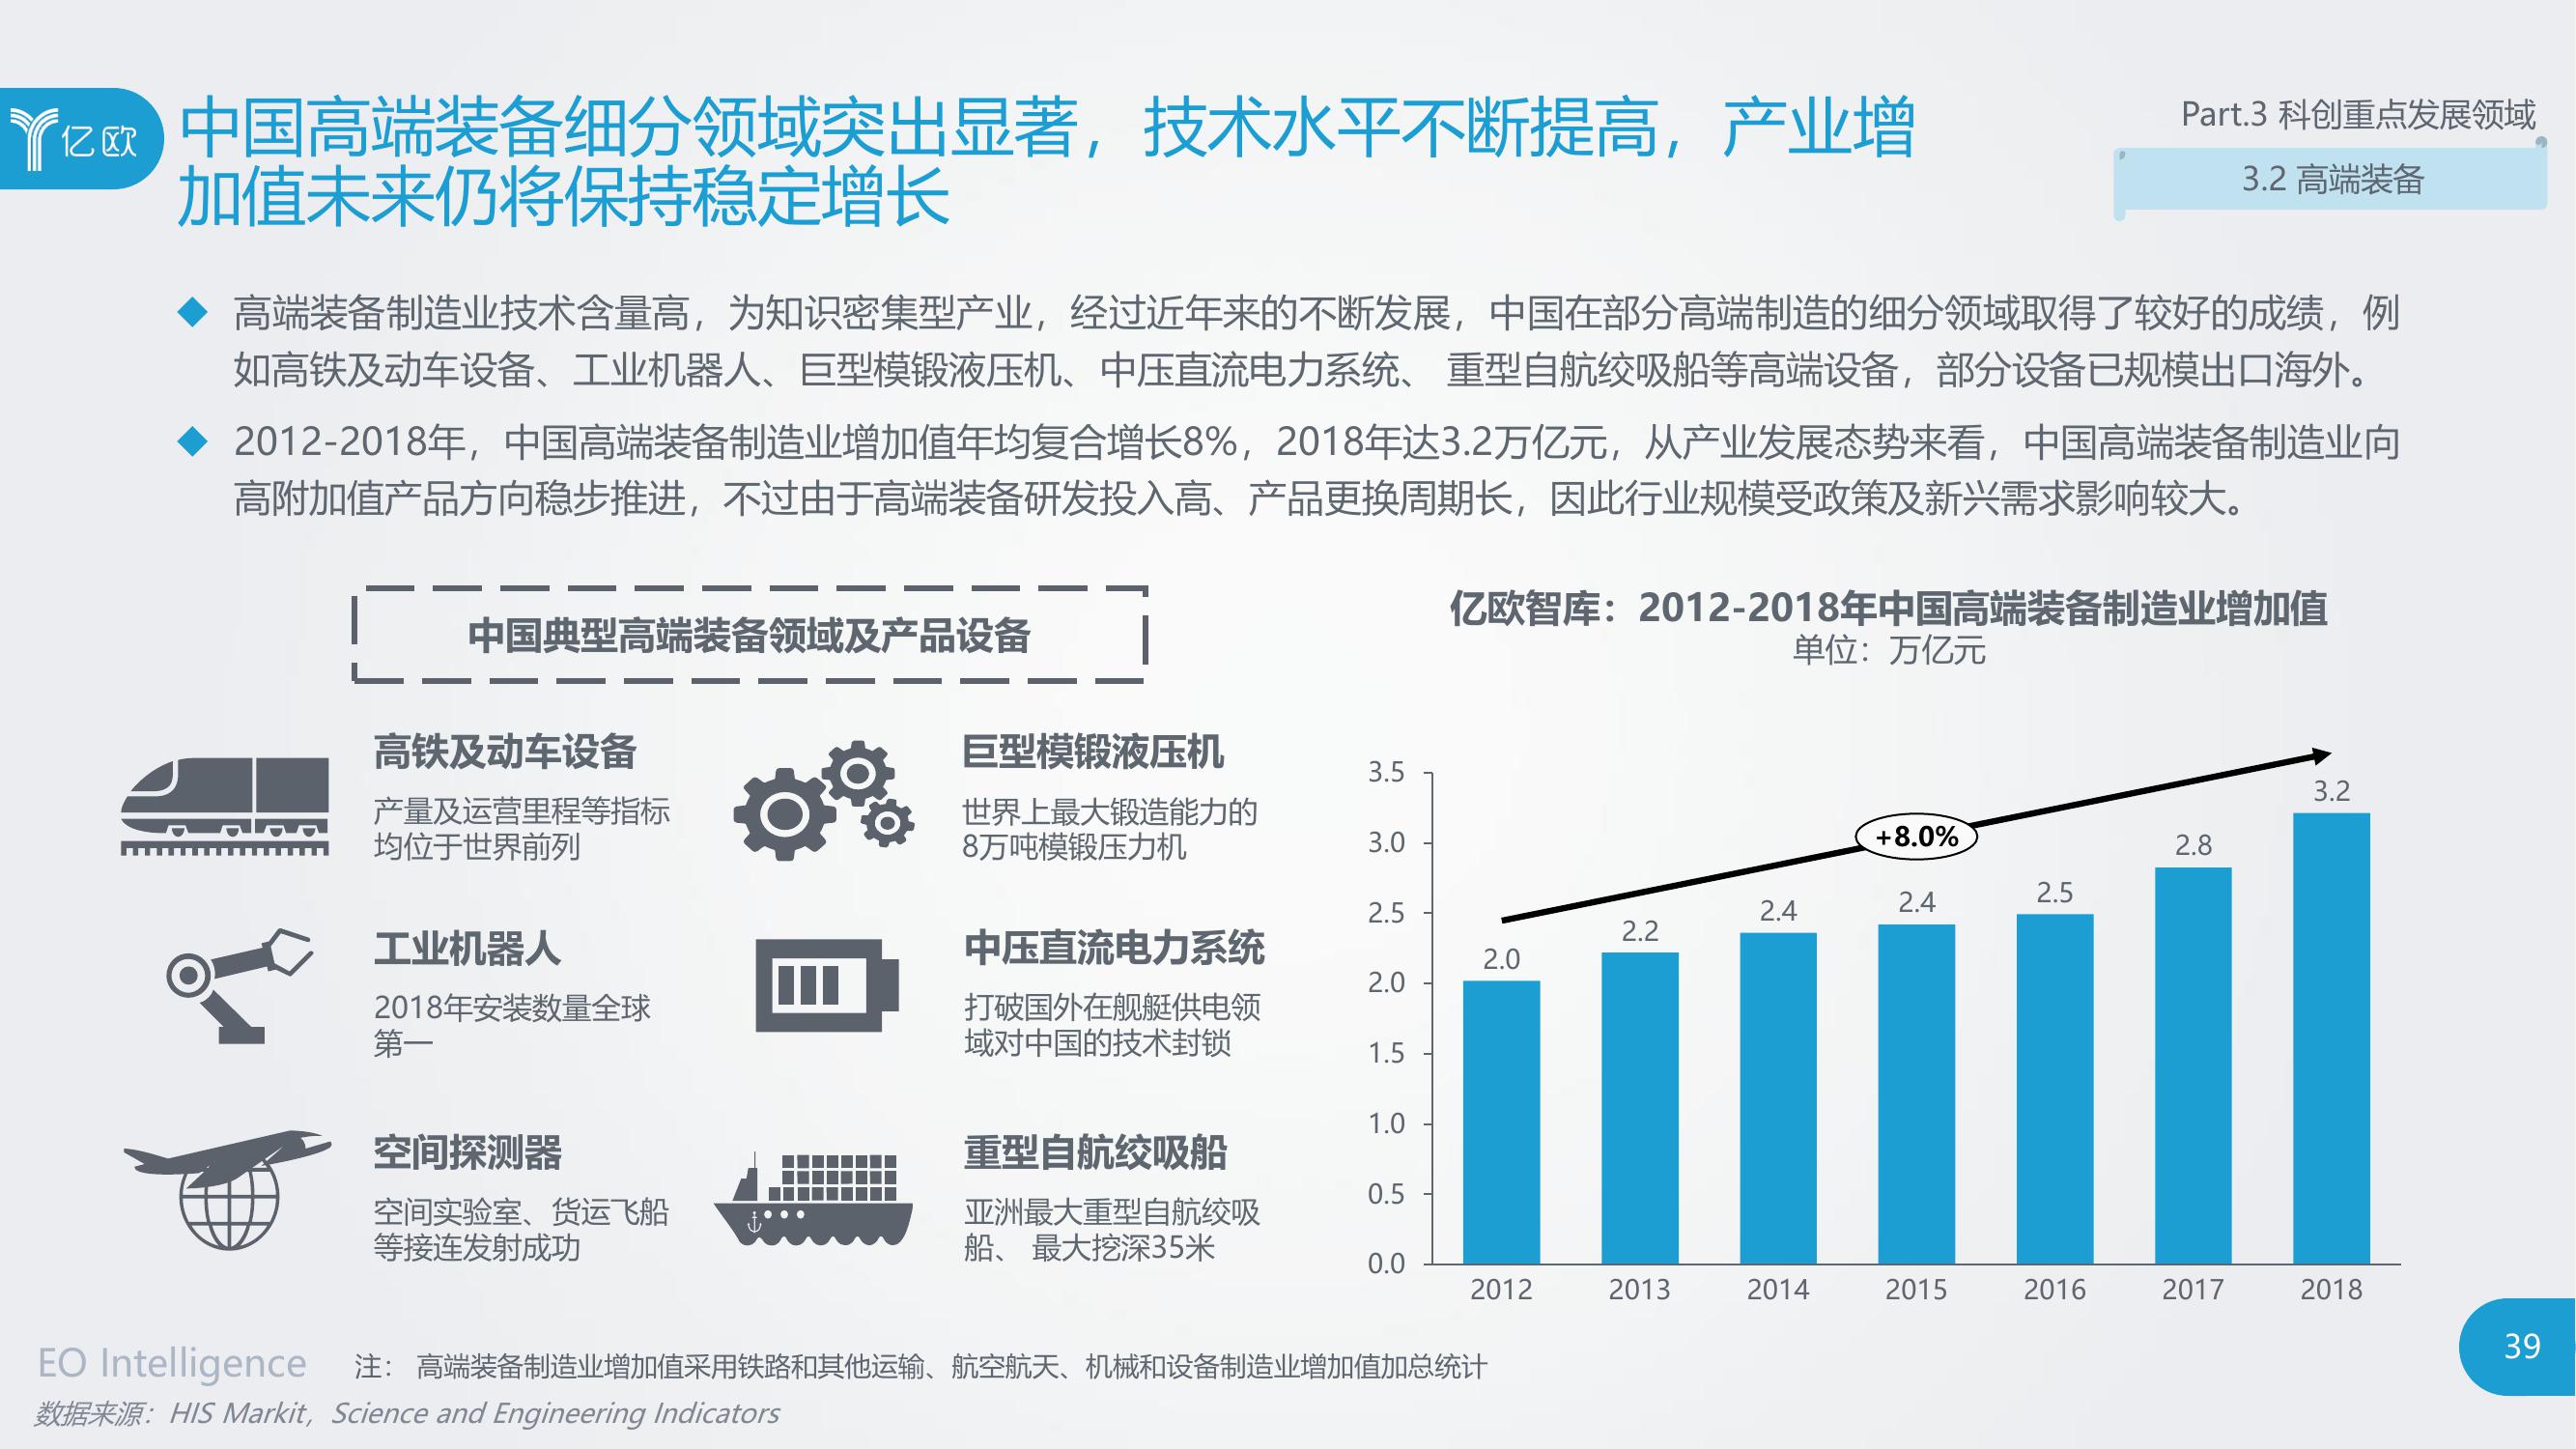 亿欧
中国高端装备细分领域突出显著，技术水平不断提高，产业增
加值未来仍将保持稳定增长
Part.3 科创重点发展领域
3.2 高端装备
高端装备制造业技术含量高，为知识密集型产业，经过近年来的不断发展，中国在部分高端制造的细分领域取得了较好的成绩，例
如高铁及动车设备、工业机器人、巨型模锻液压机、中压直流电力系统、 重型自航绞吸船等高端设备，部分设备已规模出口海外。
2012-2018年，中国高端装备制造业增加值年均复合增长8%，2018年达3.2万亿元，从产业发展态势来看，中国高端装备制造业向
高附加值产品方向稳步推进，不过由于高端装备研发投入高、产品更换周期长，因此行业规模受政策及新兴需求影响较大。
中国典型高端装备领域及产品设备
高铁及动车设备
产量及运营里程等指标
均位于世界前列
巨型模锻液压机
世界上最大锻造能力的
8万吨模锻压力机
工业机器人
2018年安装数量全球
第一
中压直流电力系统
打破国外在舰艇供电领
域对中国的技术封锁
空间探测器
空间实验室、货运飞船
等接连发射成功
重型自航绞吸船
亚洲最大重型自航绞吸
船、 最大挖深35米
亿欧智库：2012-2018年中国高端装备制造业增加值
单位：万亿元
3.5
3.0
2.5
2.0
1.5
1.0
0.5
0.0
+8.0%
2.0
2.2
2.4
2.4
2.5
2.8
3.2
2012
2013
2014
2015
2016
2017
2018
EO Intelligence
注： 高端装备制造业增加值采用铁路和其他运输、航空航天、机械和设备制造业增加值加总统计
数据来源：HIS Markit，Science and Engineering Indicators
39